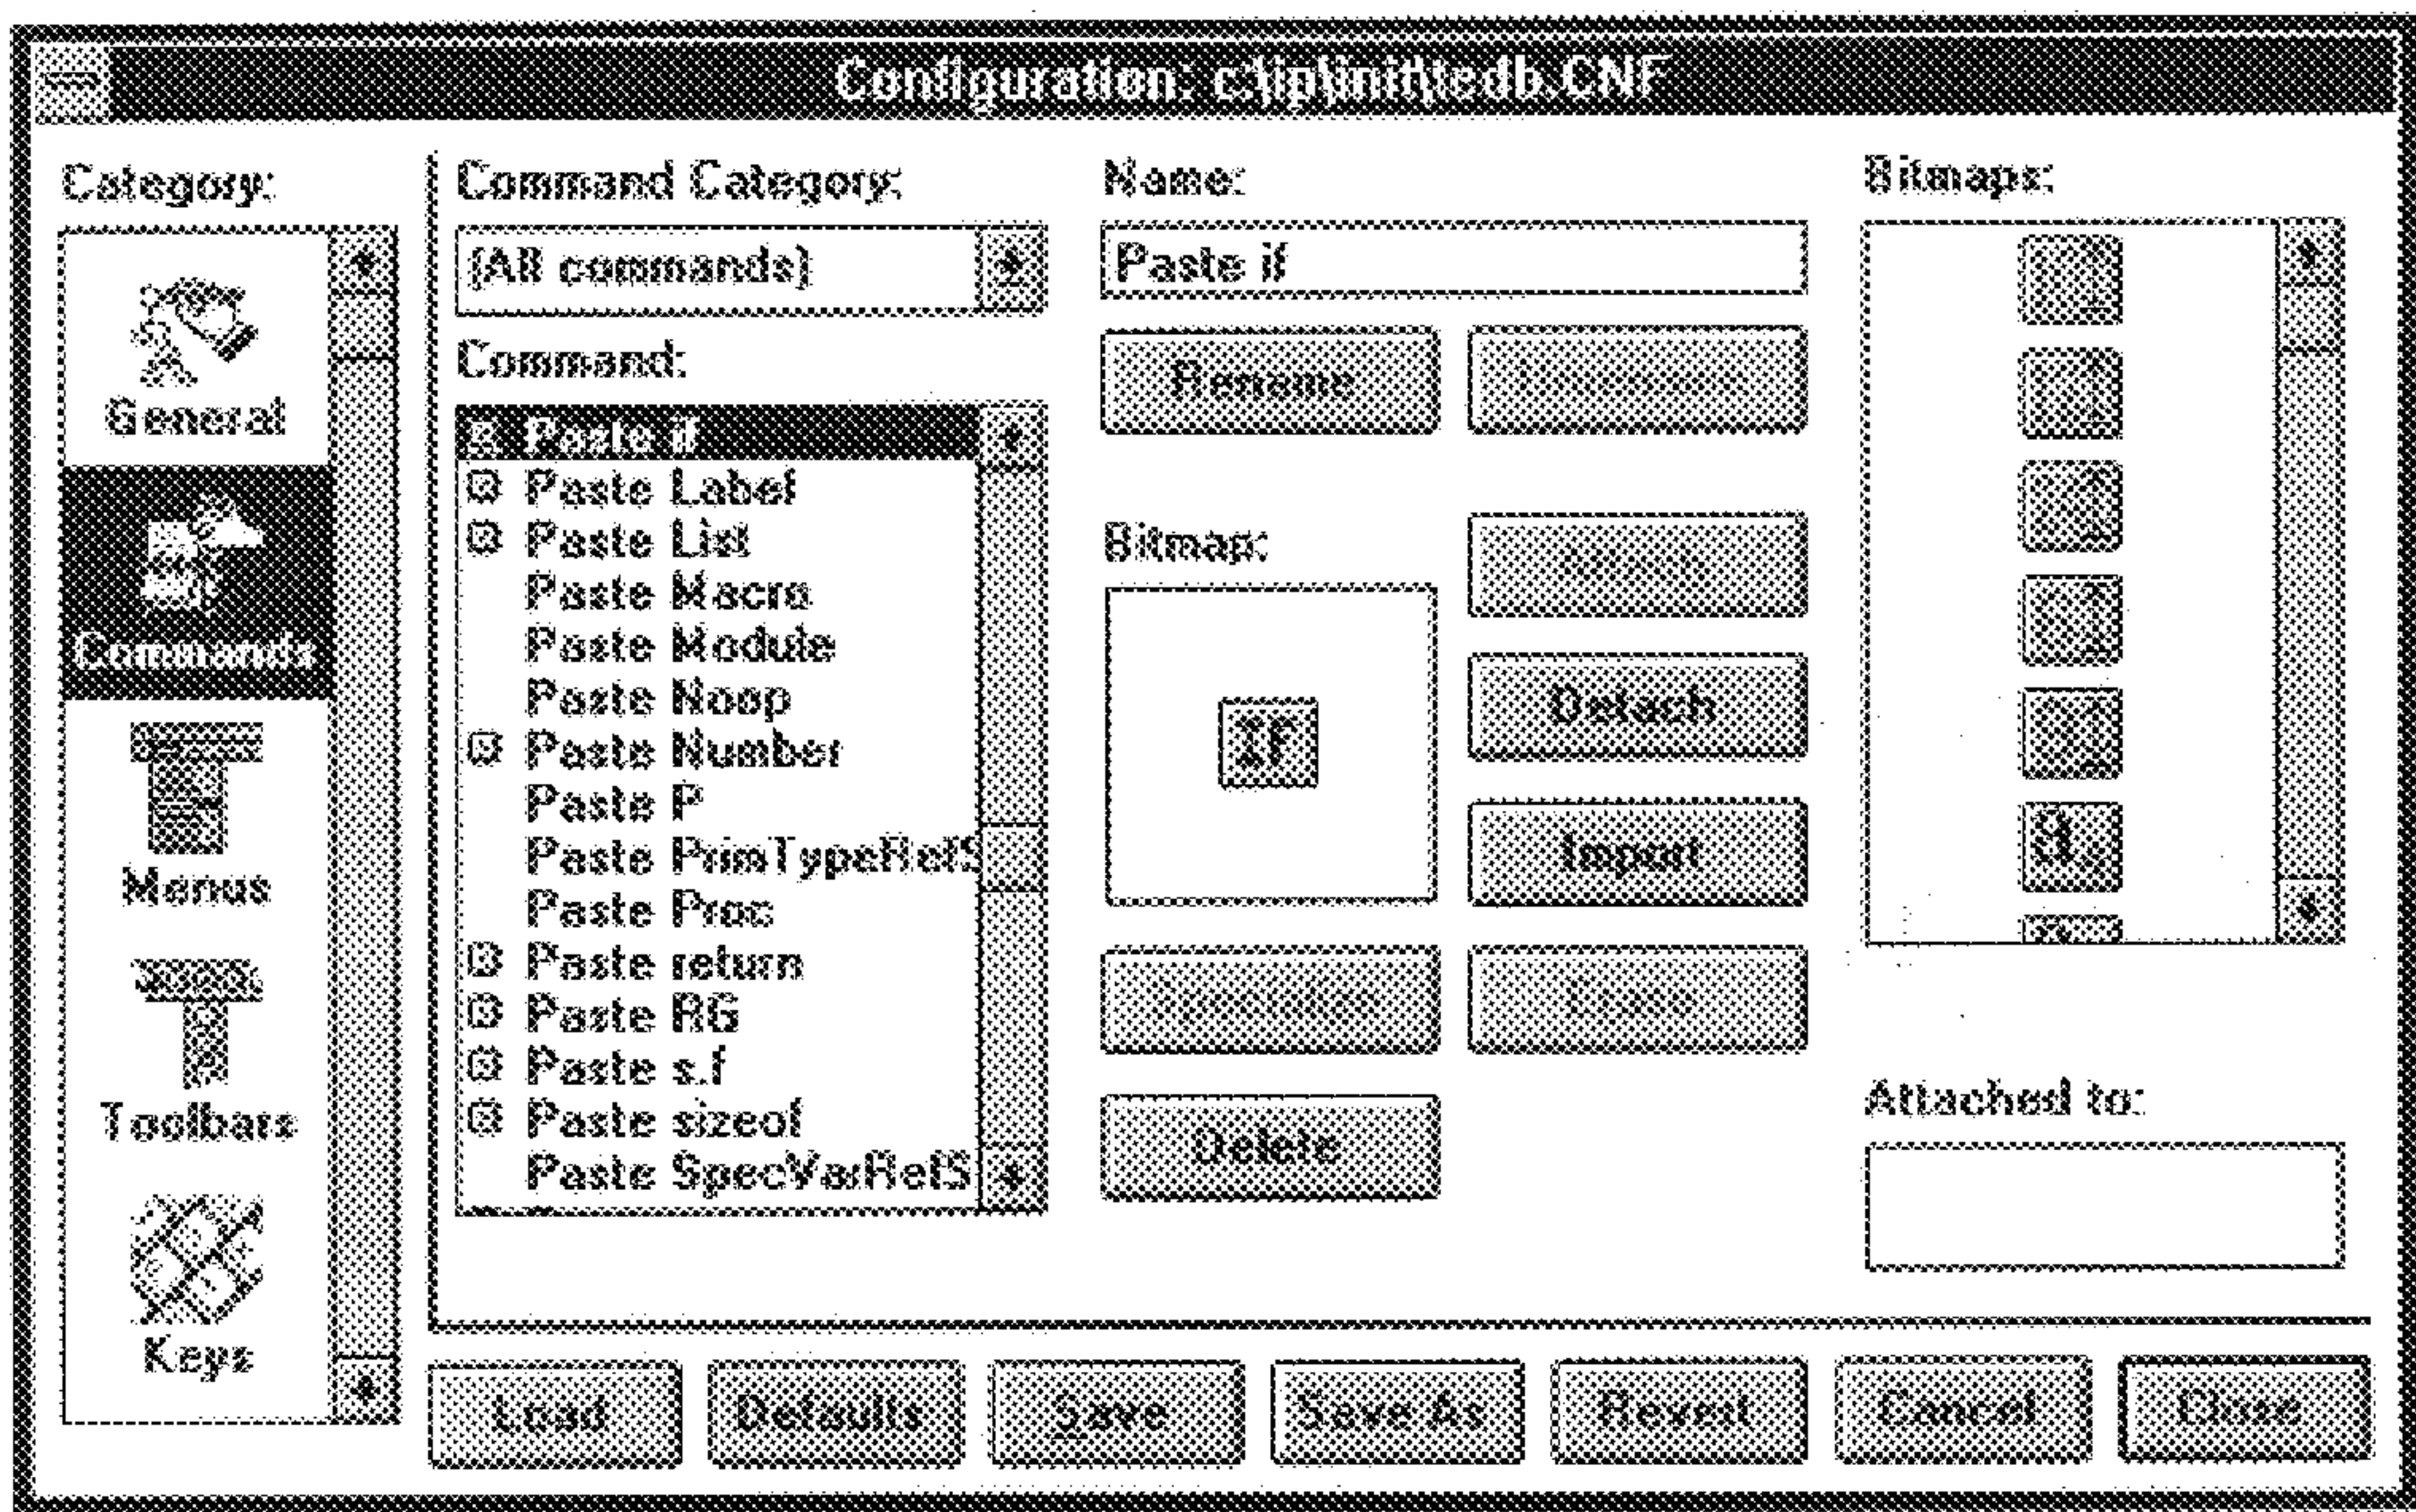 Configuration: c:\ip\init\tedb.CNF
Category:
General
Commands
Menus
Toolbars
Keys
Command Category:
(All commands)
Command:
Paste if
Paste Label
Paste List
Paste Macro
Paste Module
Paste Noop
Paste Number
Paste P
Paste PrimTypeRefS
Paste Proc
Paste return
Paste RG
Paste s.f
Paste sizeof
Paste SpecVarRefS
Name:
Paste if
Rename
Bitmap:
IF
Detach
Import
Delete
Bitmaps:
Attached to:
Load
Defaults
Save
Save As
Revert
Cancel
Close